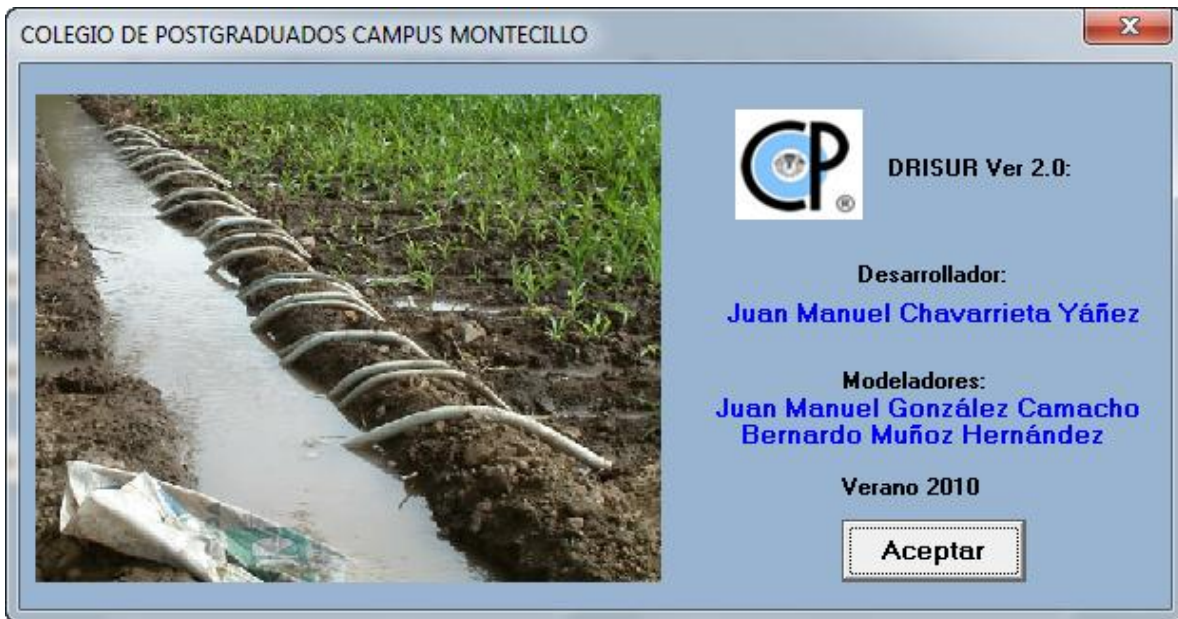 COLEGIO DE POSTGRADUADOS CAMPUS MONTECILLO
X
CP
®
DRISUR Ver 2.0:
Desarrollador:
Juan Manuel Chavarrieta Yáñez
Modeladores:
Juan Manuel González Camacho
Bernardo Muñoz Hernández
Verano 2010
Aceptar